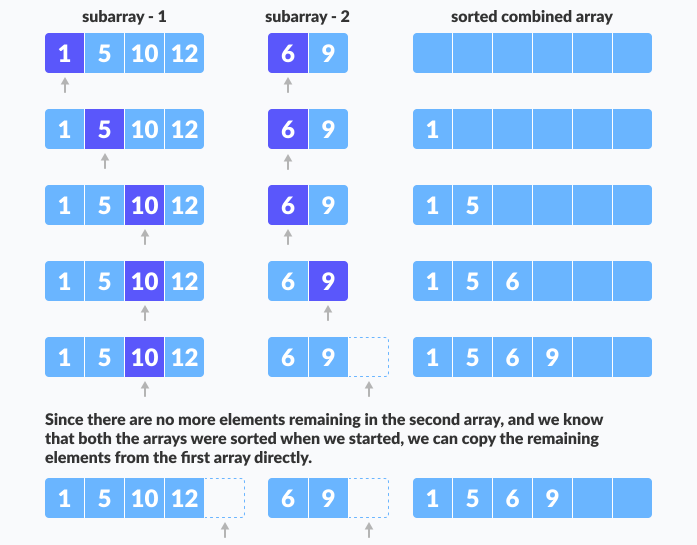 subarray - 1 subarray - 2 sorted combined array
1 5 10 12 6 9
1 5 10 12 6 9 1
1 5 10 12 6 9 1 5
1 5 10 12 6 9 1 5 6
1 5 10 12 6 9 1 5 6 9
Since there are no more elements remaining in the second array, and we know
that both the arrays were sorted when we started, we can copy the remaining
elements from the first array directly.
1 5 10 12 6 9 1 5 6 9